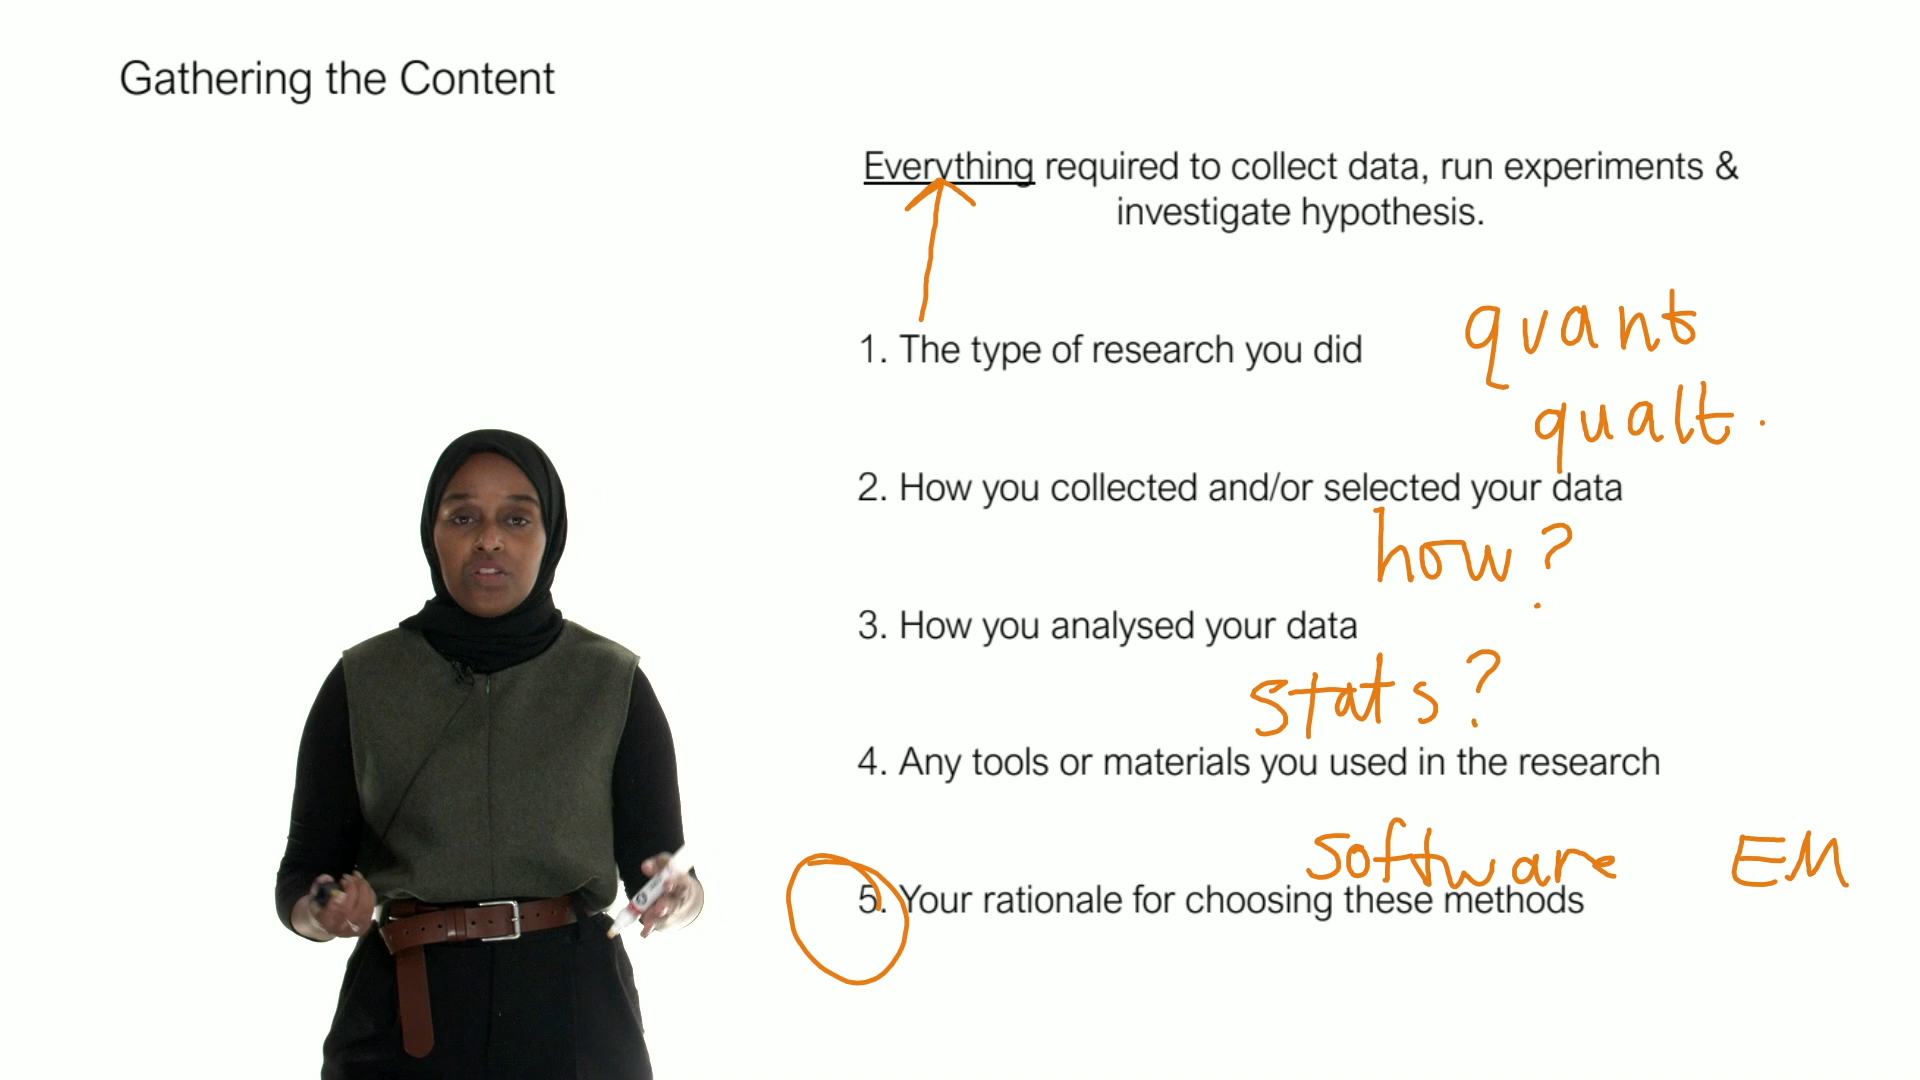 Gathering the Content
Everything required to collect data, run experiments &
investigate hypothesis.
1. The type of research you did
quant
qualt.
2. How you collected and/or selected your data
how?
3. How you analysed your data
stats?
4. Any tools or materials you used in the research
software EM
5. Your rationale for choosing these methods